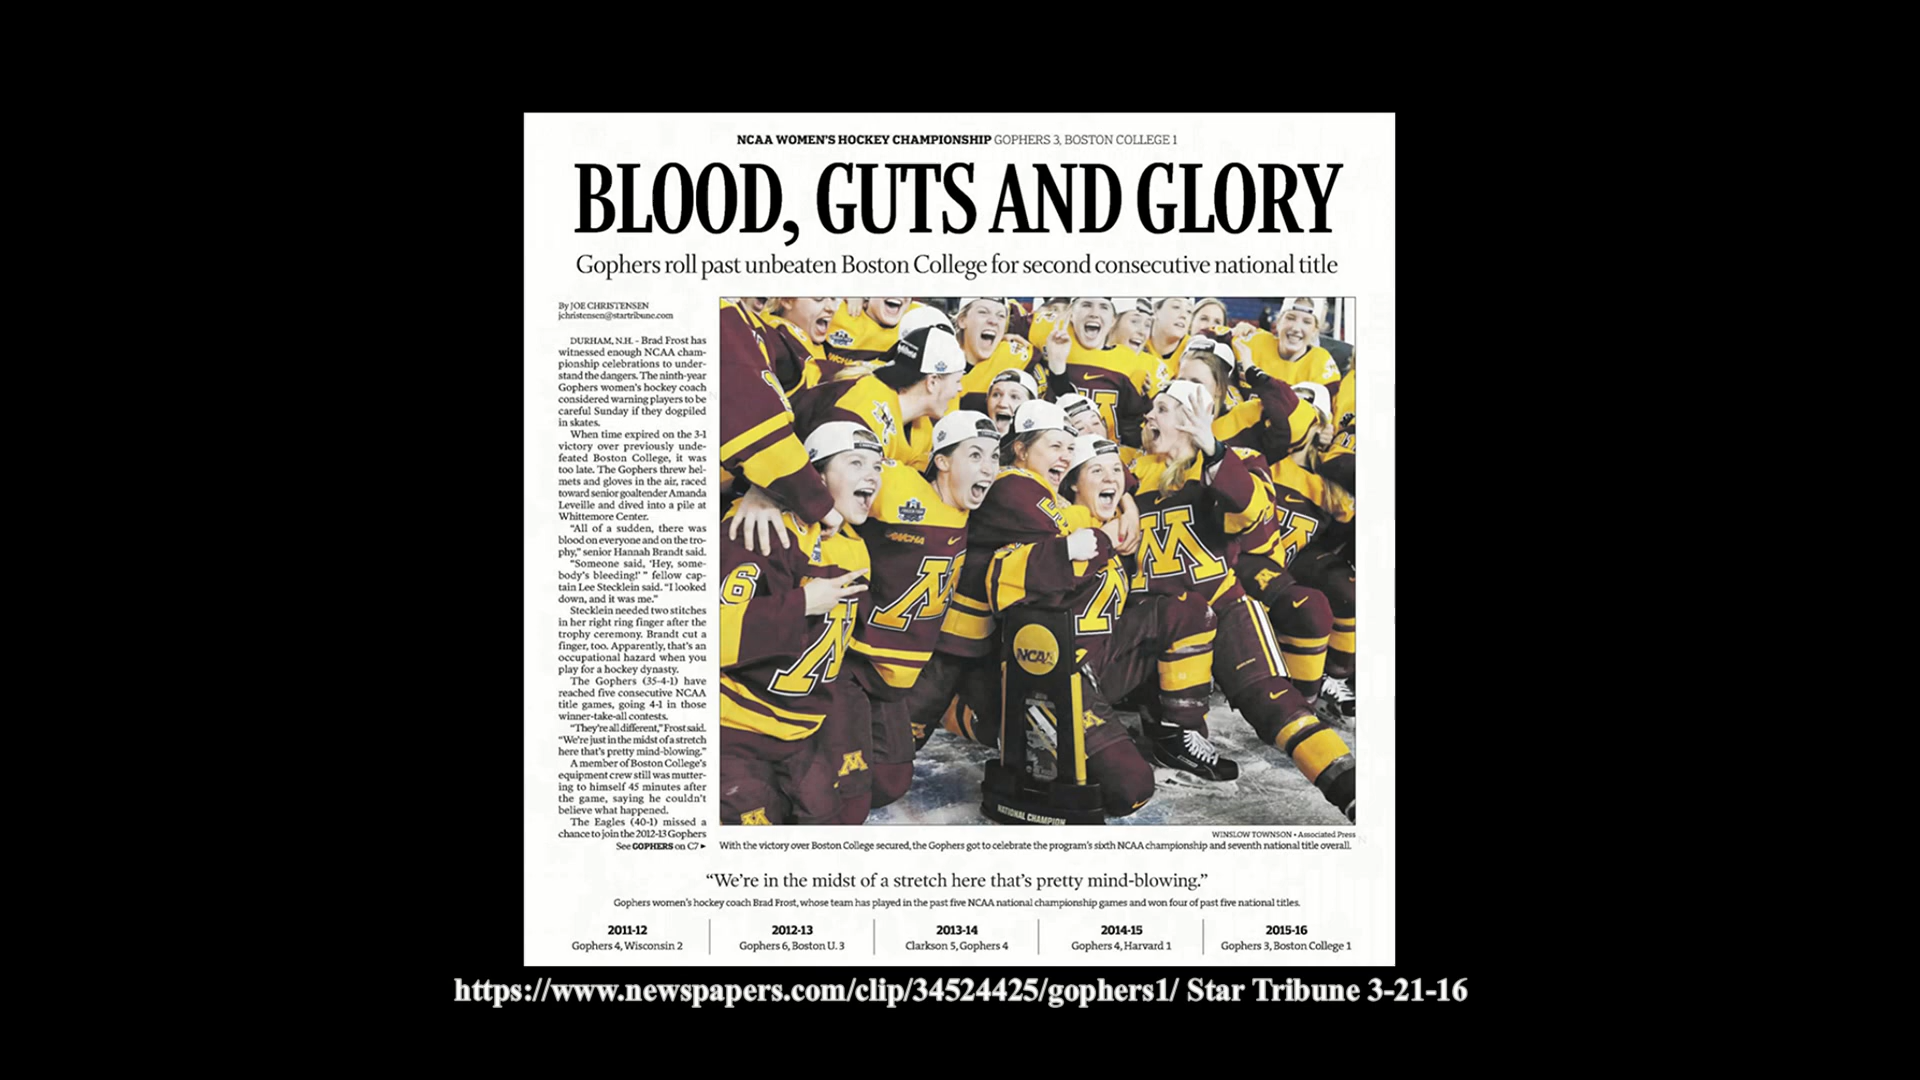 NCAA WOMEN'S HOCKEY CHAMPIONSHIP GOPHERS 3, BOSTON COLLEGE 1
BLOOD, GUTS AND GLORY
Gophers roll past unbeaten Boston College for second consecutive national title
By JOE CHRISTENSEN
jchristensen@startribune.com
DURHAM, N.H. - Brad Frost has
witnessed enough NCAA cham-
pionship celebrations to under-
stand the dangers. The ninth-year
Gophers women's hockey coach
considered warning players to be
careful Sunday if they dogpiled
in skates.
When time expired on the 3-1
victory over previously unde-
feated Boston College, it was
too late. The Gophers threw hel-
mets and gloves in the air, raced
toward senior goaltender Amanda
Leveille and dived into a pile at
Whittemore Center.
"All of a sudden, there was
blood on everyone and on the tro-
phy," senior Hannah Brandt said.
"Someone said, 'Hey, some-
body's bleeding!' " fellow cap-
tain Lee Stecklein said. "I looked
down, and it was me."
Stecklein needed two stitches
in her right ring finger after the
trophy ceremony. Brandt cut a
finger, too. Apparently, that's an
occupational hazard when you
play for a hockey dynasty.
The Gophers (35-4-1) have
reached five consecutive NCAA
title games, going 4-1 in those
winner-take-all contests.
"They're all different," Frost said.
"We're just in the midst of a stretch
here that's pretty mind-blowing."
A member of Boston College's
equipment crew still was mutter-
ing to himself 45 minutes after
the game, saying he couldn't
believe what happened.
The Eagles (40-1) missed a
chance to join the 2012-13 Gophers
See GOPHERS on C7 ►
WCHA
WCHA
M
M
M
M
6
NCAA
NATIONAL CHAMPION
WINSLOW TOWNSON • Associated Press
With the victory over Boston College secured, the Gophers got to celebrate the program's sixth NCAA championship and seventh national title overall.
"We're in the midst of a stretch here that's pretty mind-blowing."
Gophers women's hockey coach Brad Frost, whose team has played in the past five NCAA national championship games and won four of past five national titles.
2011-12
Gophers 4, Wisconsin 2
2012-13
Gophers 6, Boston U. 3
2013-14
Clarkson 5, Gophers 4
2014-15
Gophers 4, Harvard 1
2015-16
Gophers 3, Boston College 1
https://www.newspapers.com/clip/34524425/gophers1/ Star Tribune 3-21-16